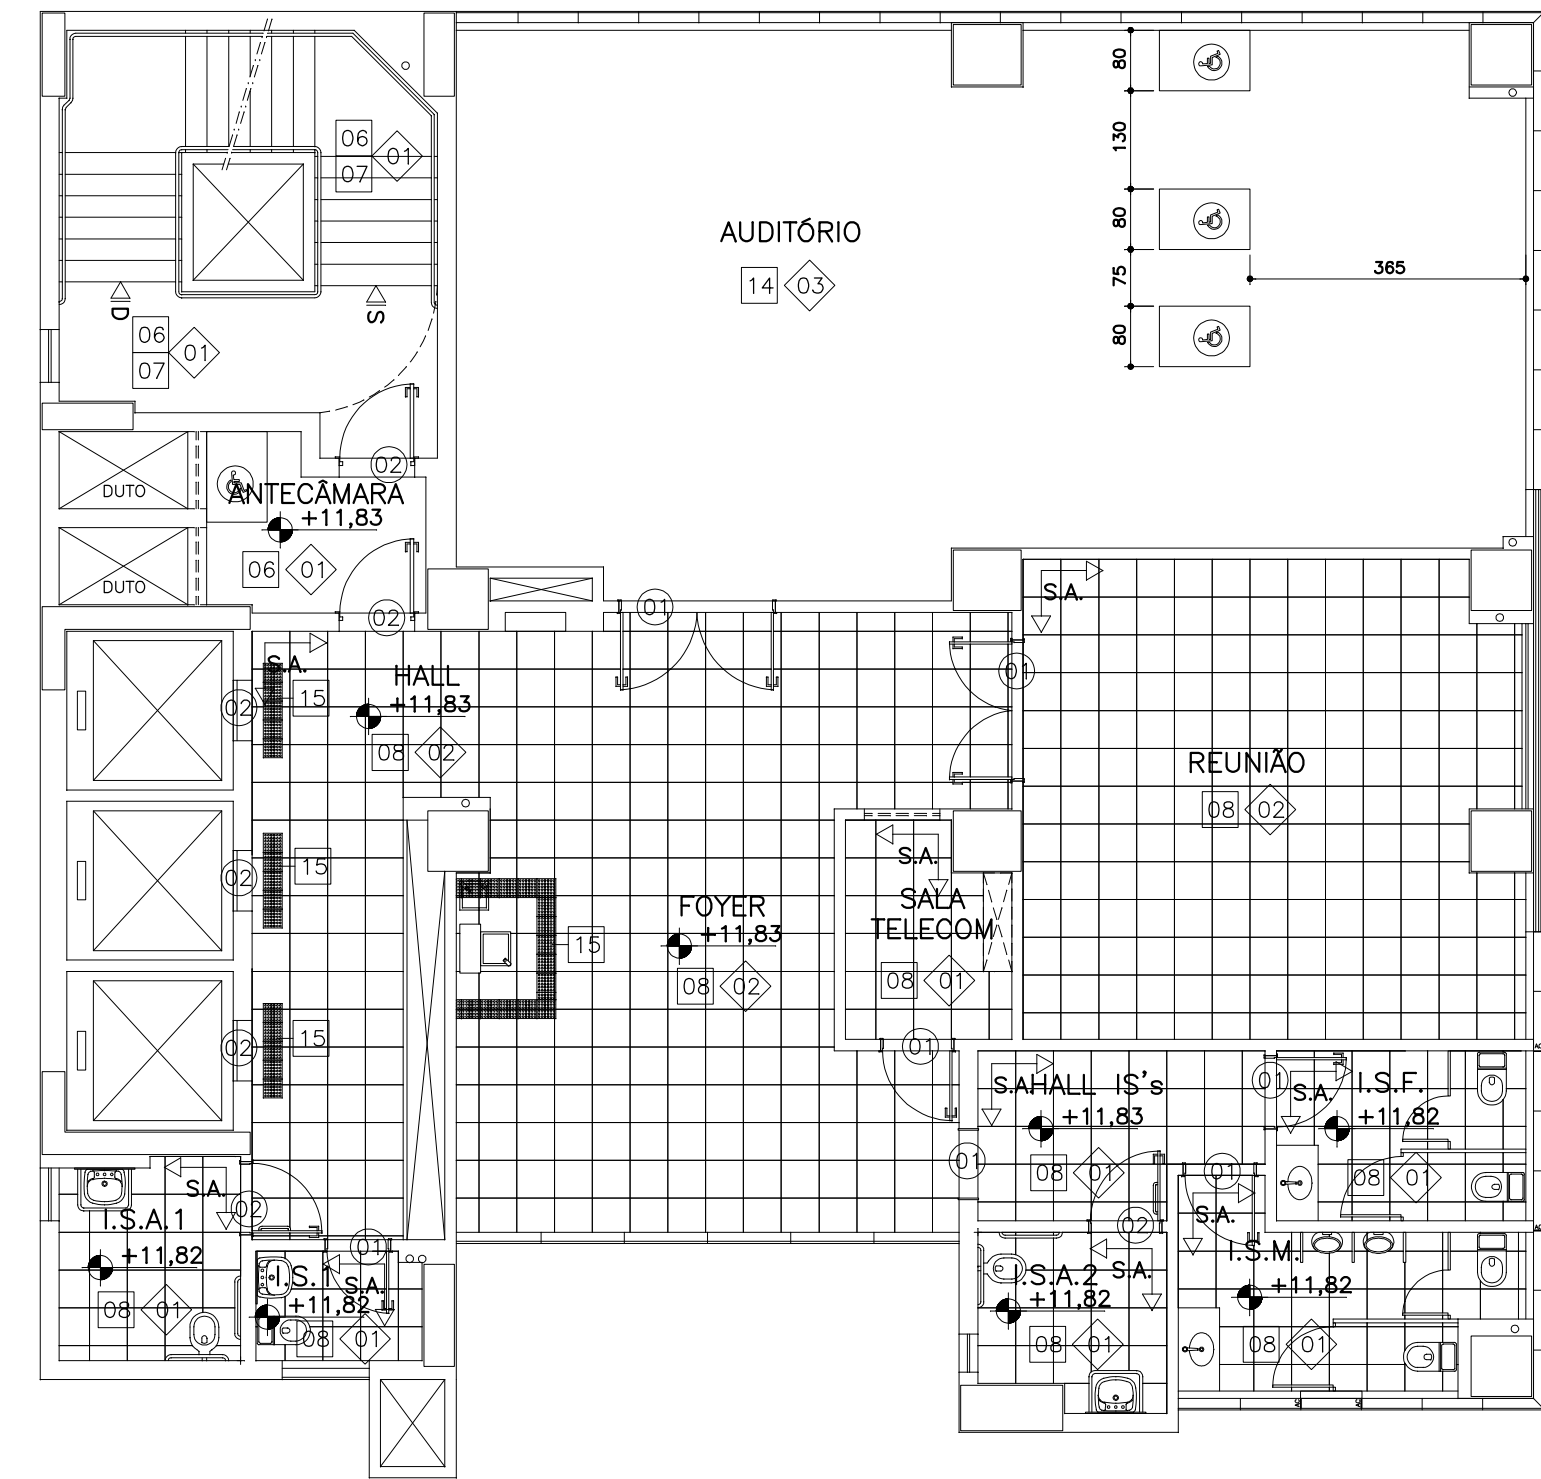 80
130
80
75
80
365
06
07
01
AUDITÓRIO
14
03
D
S
06
07
01
02
DUTO
ANTECÂMARA
+11,83
06
01
DUTO
02
01
S.A.
01
S.A.
HALL
+11,83
02
15
08
02
REUNIÃO
08
02
02
15
S.A.
SALA
TELECOM
08
01
FOYER
+11,83
15
08
02
02
15
01
S.A.
HALL IS's
+11,83
01
08
01
01
I.S.F.
S.A.
+11,82
08
01
01
02
S.A.
I.S.A.1
+11,82
08
01
02
01
I.S.1
S.A.
+11,82
08
01
I.S.A.2
S.A.
+11,82
08
01
S.A.
I.S.M.
+11,82
08
01